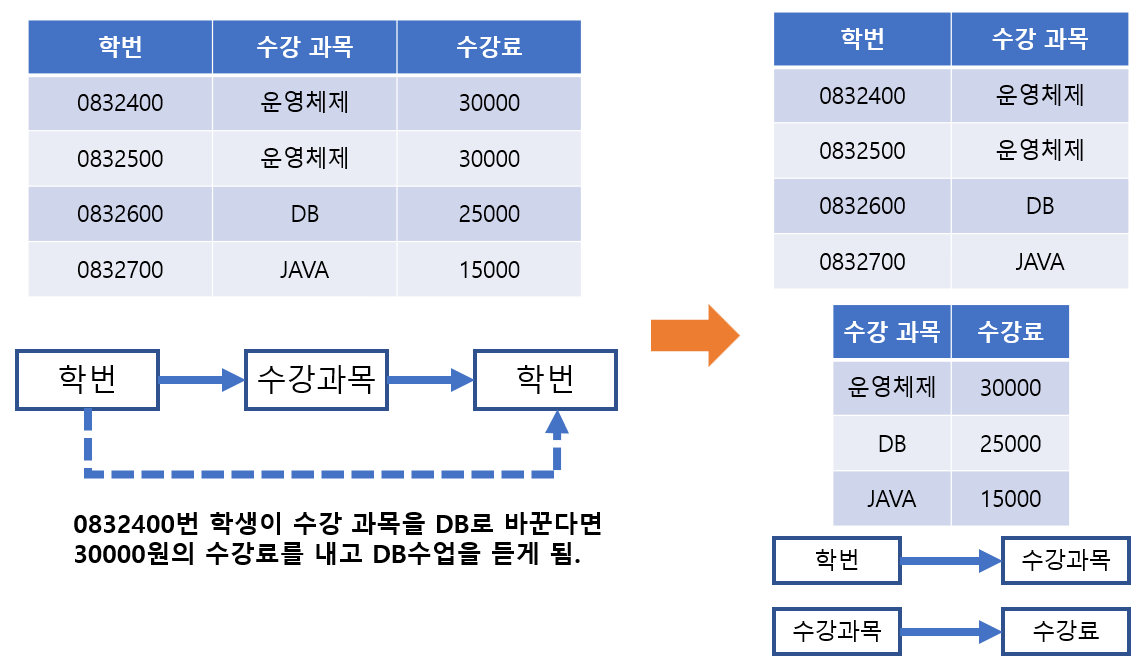 학번 수강 과목 수강료
0832400 운영체제 30000
0832500 운영체제 30000
0832600 DB 25000
0832700 JAVA 15000
학번 수강과목 학번
0832400번 학생이 수강 과목을 DB로 바꾼다면
30000원의 수강료를 내고 DB수업을 듣게 됨.
학번 수강 과목
0832400 운영체제
0832500 운영체제
0832600 DB
0832700 JAVA
수강 과목 수강료
운영체제 30000
DB 25000
JAVA 15000
학번 수강과목
수강과목 수강료